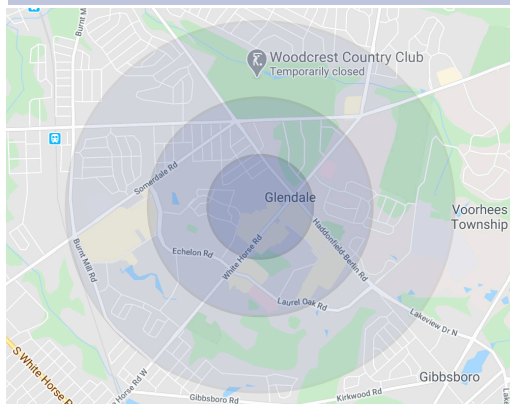 Burnt M
Woodcrest Country Club
Temporarily closed
Somerdale Rd
Glendale
Voorhees
Township
Haddonfield Berlin Rd
White Horse Rd
Echelon Rd
Burnt Mill Rd
Laurel Oak Rd
Lakeview Dr N
S White Horse P
e Rd W
Gibbsboro
Kirkwood Rd
Gibbsboro Rd
Lake